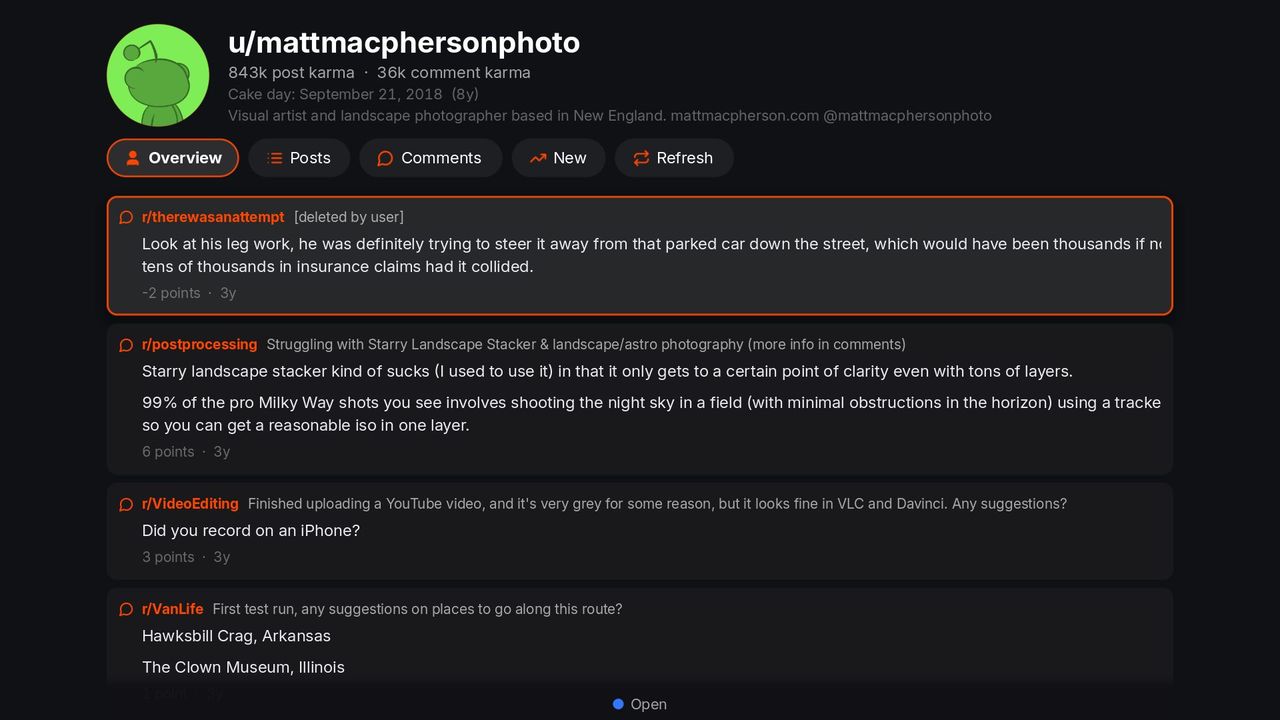 u/mattmacphersonphoto
843k post karma · 36k comment karma
Cake day: September 21, 2018 (8y)
Visual artist and landscape photographer based in New England. mattmacpherson.com @mattmacphersonphoto
Overview Posts Comments New Refresh
r/therewasanattempt [deleted by user]
Look at his leg work, he was definitely trying to steer it away from that parked car down the street, which would have been thousands if
tens of thousands in insurance claims had it collided.
-2 points · 3y
r/postprocessing Struggling with Starry Landscape Stacker & landscape/astro photography (more info in comments)
Starry landscape stacker kind of sucks (I used to use it) in that it only gets to a certain point of clarity even with tons of layers.
99% of the pro Milky Way shots you see involves shooting the night sky in a field (with minimal obstructions in the horizon) using a tracke
so you can get a reasonable iso in one layer.
6 points · 3y
r/VideoEditing Finished uploading a YouTube video, and it's very grey for some reason, but it looks fine in VLC and Davinci. Any suggestions?
Did you record on an iPhone?
3 points · 3y
r/VanLife First test run, any suggestions on places to go along this route?
Hawksbill Crag, Arkansas
The Clown Museum, Illinois
Open